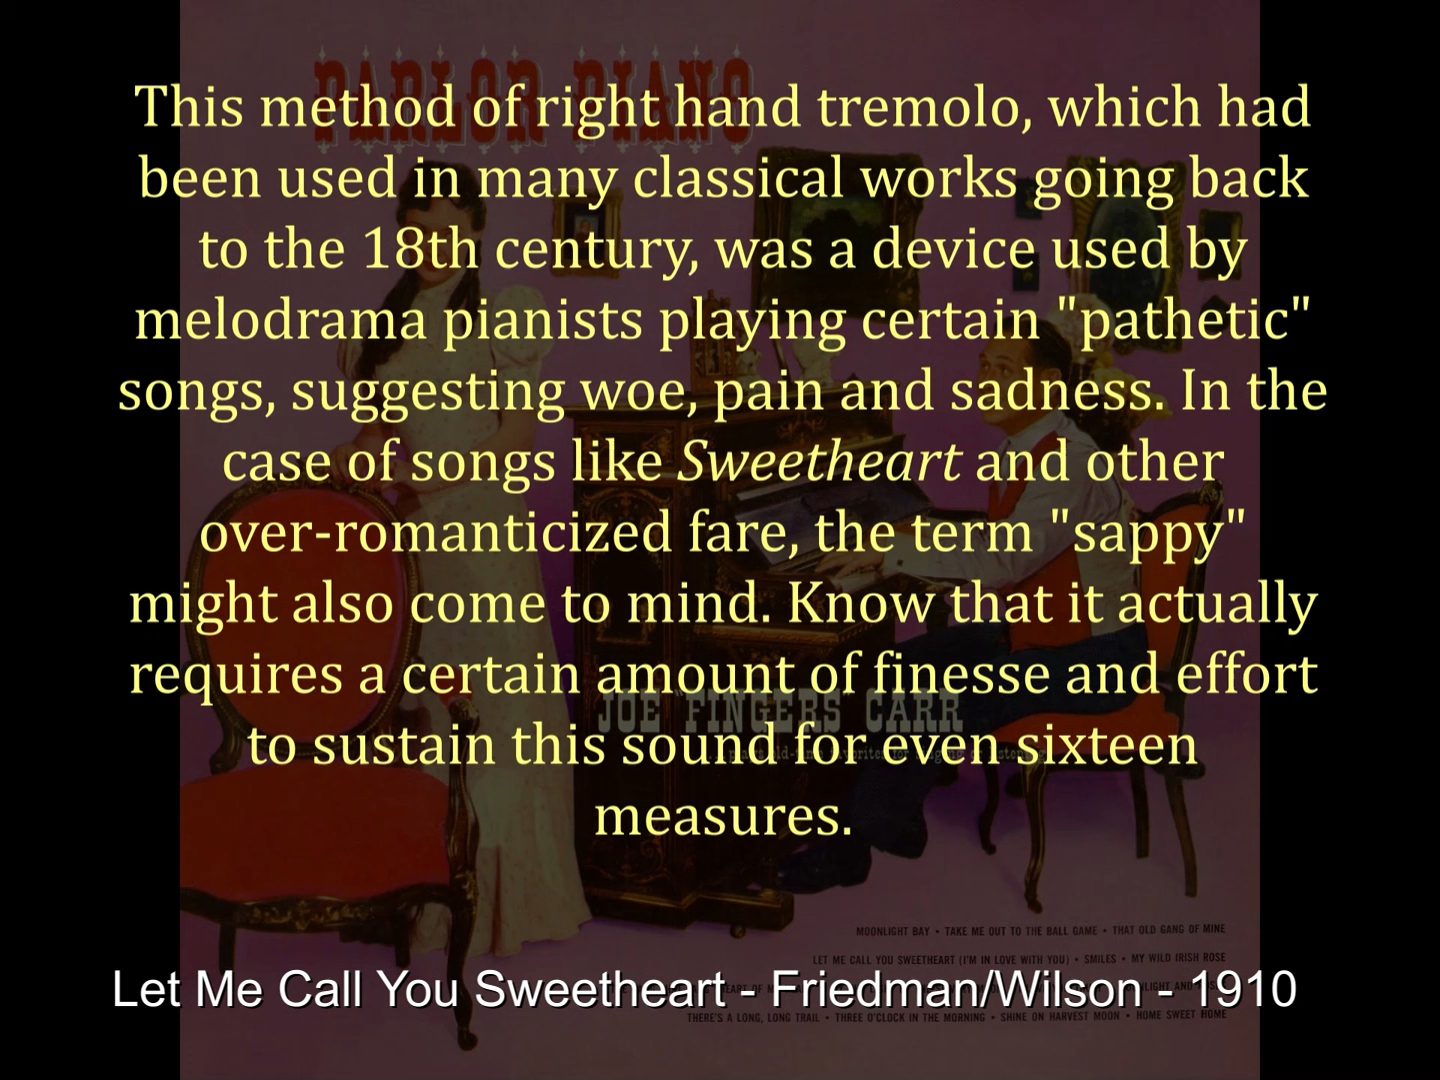 PARLOR PIANO
This method of right hand tremolo, which had
been used in many classical works going back
to the 18th century, was a device used by
melodrama pianists playing certain "pathetic"
songs, suggesting woe, pain and sadness. In the
case of songs like Sweetheart and other
over-romanticized fare, the term "sappy"
might also come to mind. Know that it actually
requires a certain amount of finesse and effort
JOE "FINGERS" CARR
to sustain this sound for even sixteen
measures.
MOONLIGHT BAY • TAKE ME OUT TO THE BALL GAME • THAT OLD GANG OF MINE
LET ME CALL YOU SWEETHEART (I'M IN LOVE WITH YOU) • SMILES • MY WILD IRISH ROSE
Let Me Call You Sweetheart - Friedman/Wilson - 1910
THERE'S A LONG, LONG TRAIL • THREE O'CLOCK IN THE MORNING • SHINE ON HARVEST MOON • HOME SWEET HOME